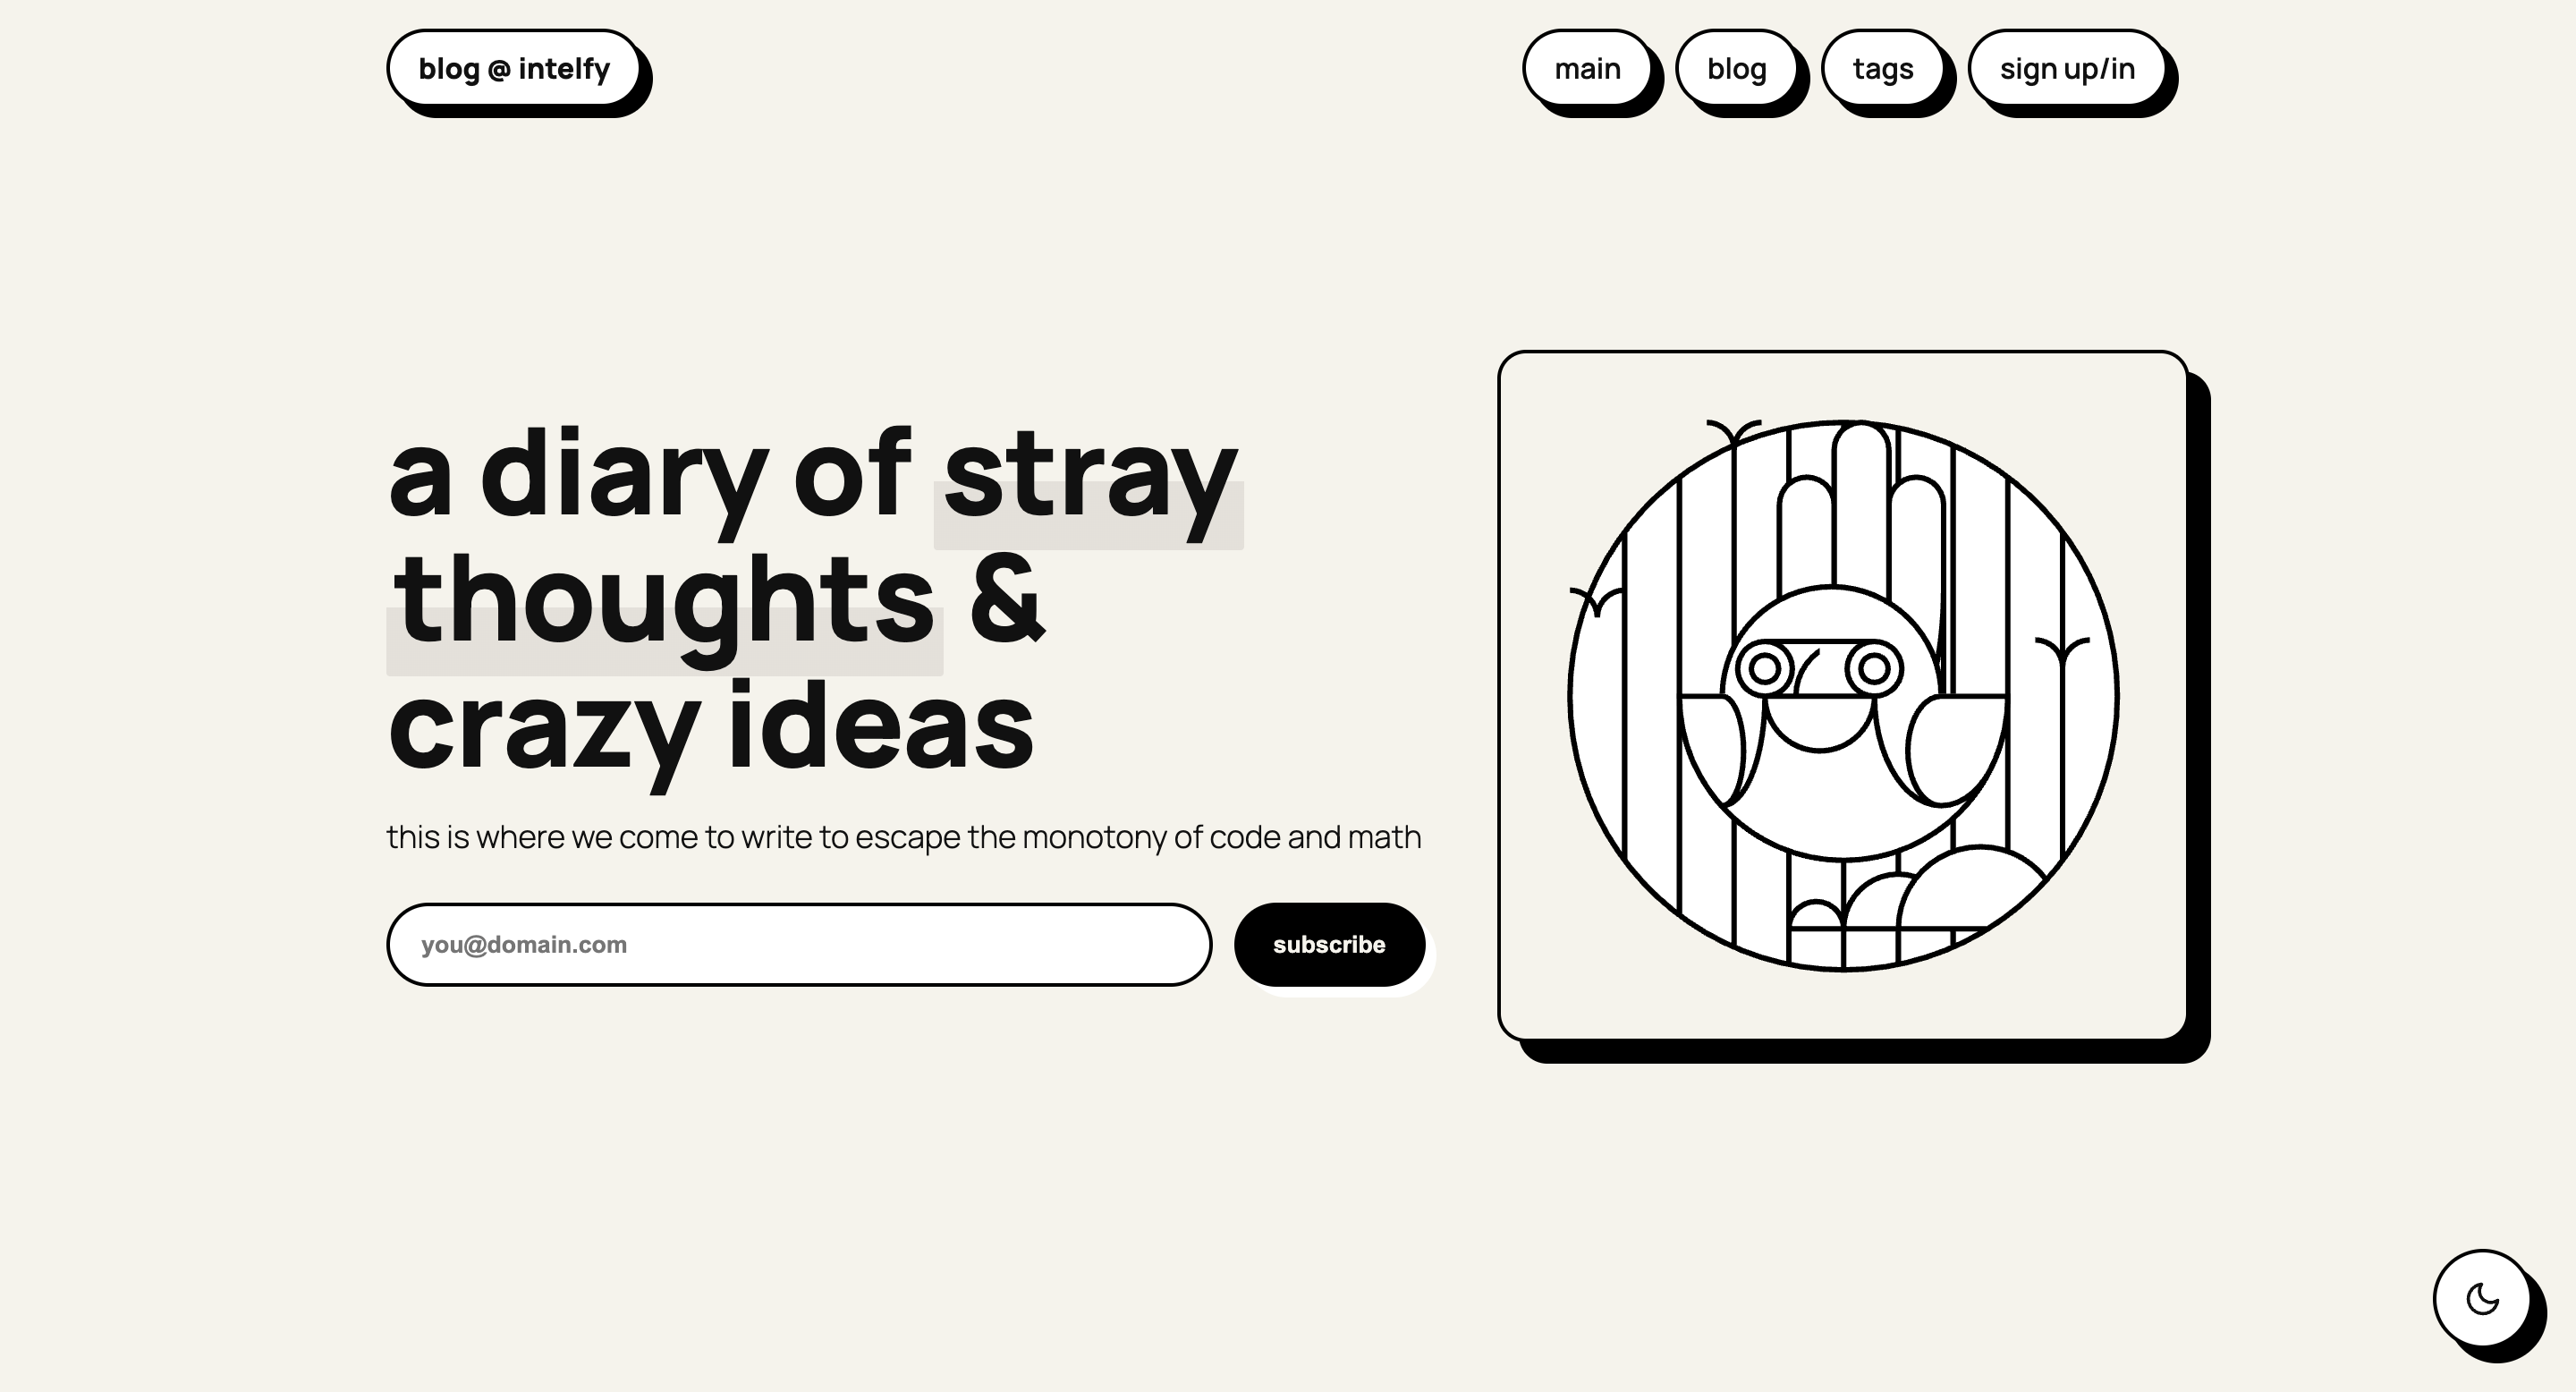 blog @ intelfy
main
blog
tags
sign up/in
a diary of stray
thoughts &
crazy ideas
this is where we come to write to escape the monotony of code and math
you@domain.com
subscribe